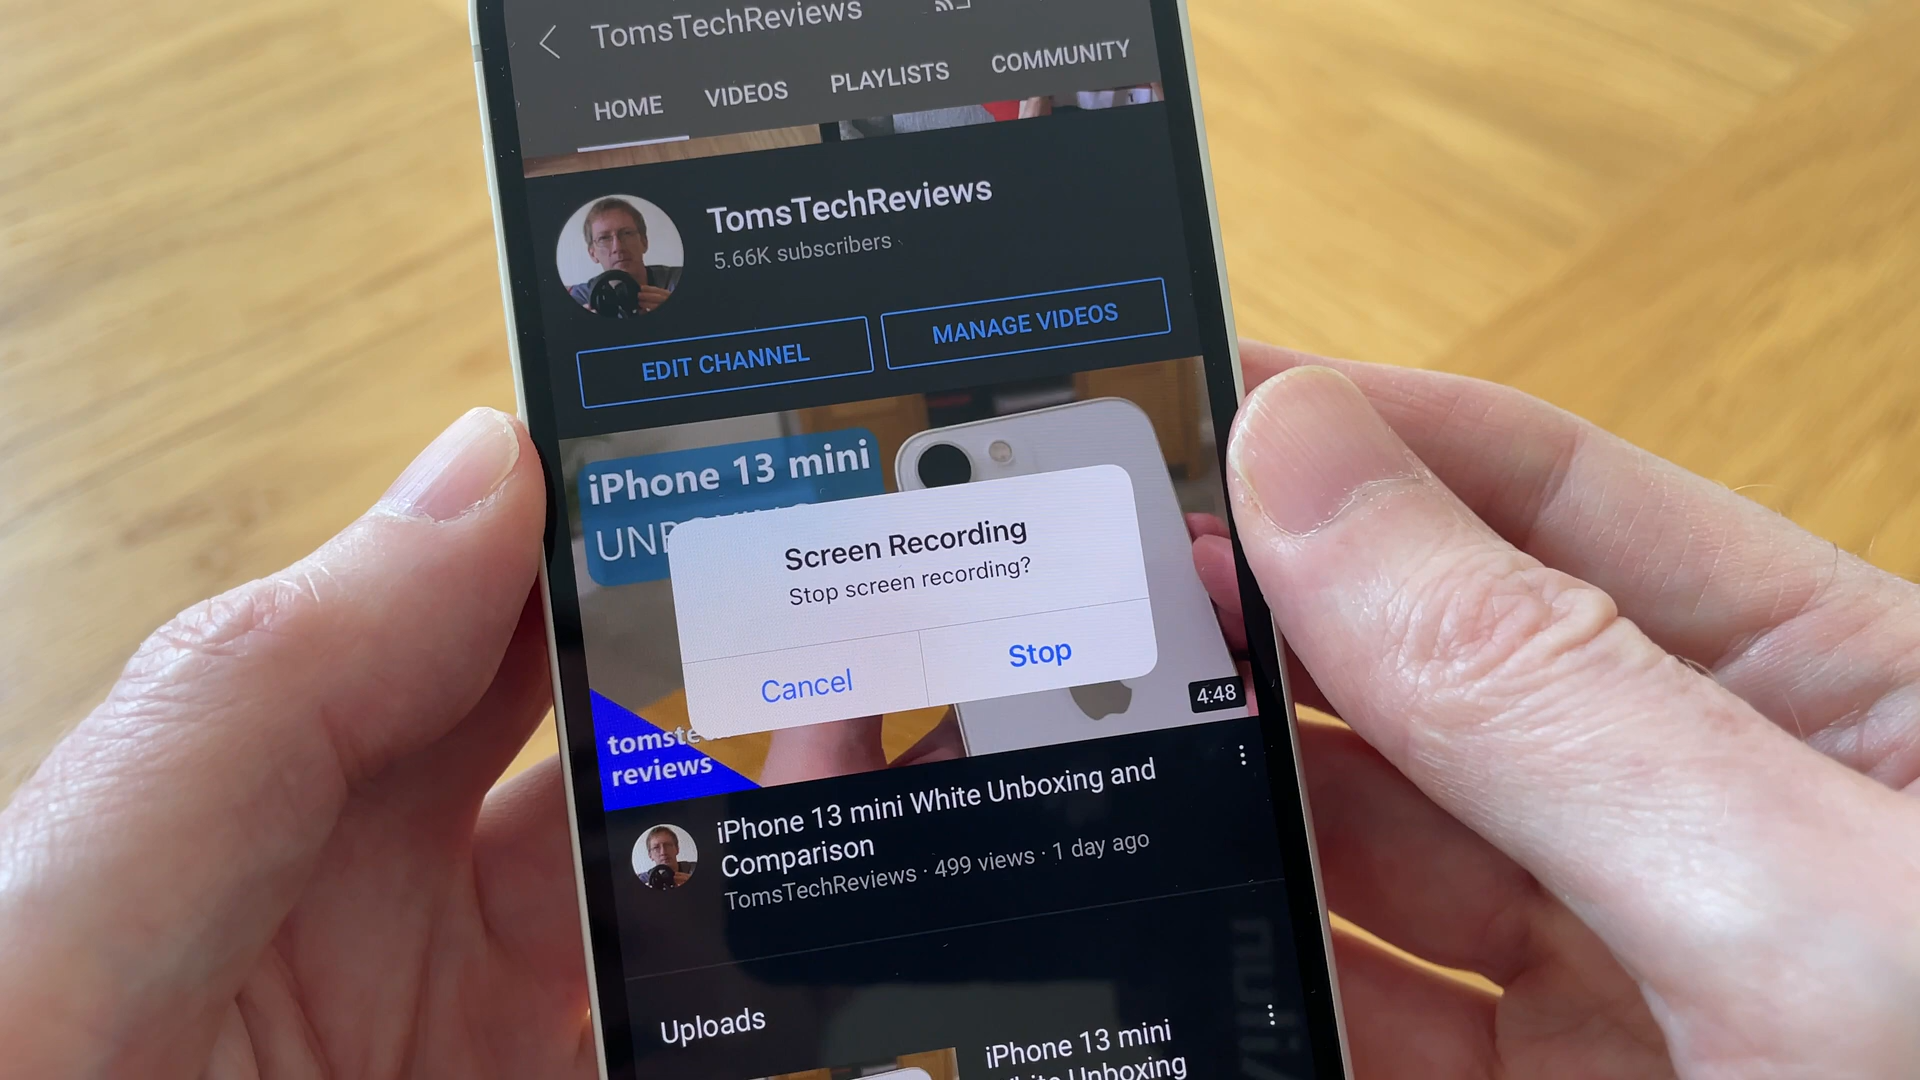 TomsTechReviews
HOME VIDEOS PLAYLISTS COMMUNITY
TomsTechReviews
5.66K subscribers
EDIT CHANNEL MANAGE VIDEOS
iPhone 13 mini
Screen Recording
Stop screen recording?
Cancel Stop
4:48
reviews
iPhone 13 mini White Unboxing and
Comparison
TomsTechReviews · 499 views · 1 day ago
Uploads
iPhone 13 mini
Unboxing